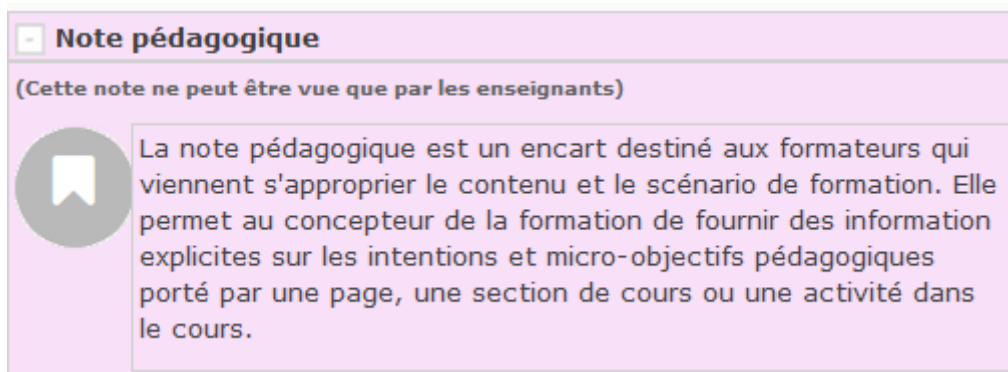 - Note pédagogique
(Cette note ne peut être vue que par les enseignants)
La note pédagogique est un encart destiné aux formateurs qui
viennent s'approprier le contenu et le scénario de formation. Elle
permet au concepteur de la formation de fournir des information
explicites sur les intentions et micro-objectifs pédagogiques
porté par une page, une section de cours ou une activité dans
le cours.